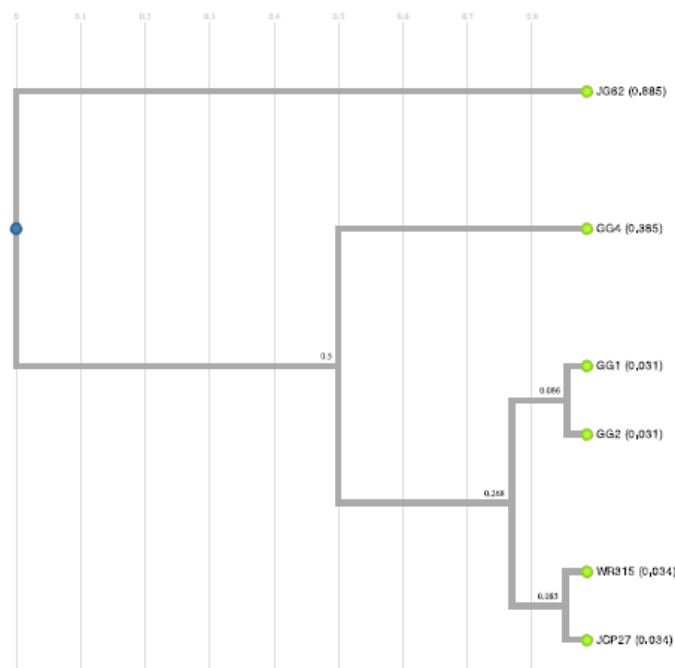 0 0.1 0.2 0.3 0.4 0.5 0.6 0.7 0.8
JG62 (0.885)
GG4 (0.385)
0.5
GG1 (0.031)
0.086
GG2 (0.031)
0.268
WR315 (0.034)
0.083
JCP27 (0.034)